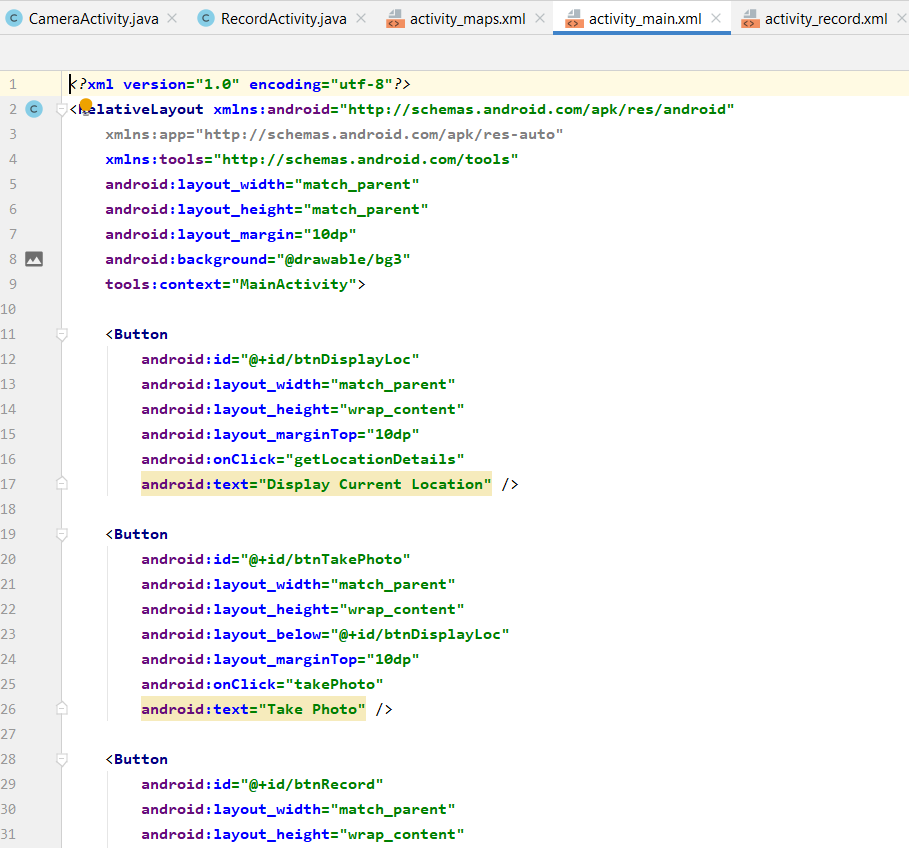 CameraActivity.java RecordActivity.java activity_maps.xml activity_main.xml activity_record.xml
1 <?xml version="1.0" encoding="utf-8"?>
2 C <RelativeLayout xmlns:android="http://schemas.android.com/apk/res/android"
3 xmlns:app="http://schemas.android.com/apk/res-auto"
4 xmlns:tools="http://schemas.android.com/tools"
5 android:layout_width="match_parent"
6 android:layout_height="match_parent"
7 android:layout_margin="10dp"
8 android:background="@drawable/bg3"
9 tools:context="MainActivity">
10
11 <Button
12 android:id="@+id/btnDisplayLoc"
13 android:layout_width="match_parent"
14 android:layout_height="wrap_content"
15 android:layout_marginTop="10dp"
16 android:onClick="getLocationDetails"
17 android:text="Display Current Location" />
18
19 <Button
20 android:id="@+id/btnTakePhoto"
21 android:layout_width="match_parent"
22 android:layout_height="wrap_content"
23 android:layout_below="@+id/btnDisplayLoc"
24 android:layout_marginTop="10dp"
25 android:onClick="takePhoto"
26 android:text="Take Photo" />
27
28 <Button
29 android:id="@+id/btnRecord"
30 android:layout_width="match_parent"
31 android:layout_height="wrap_content"